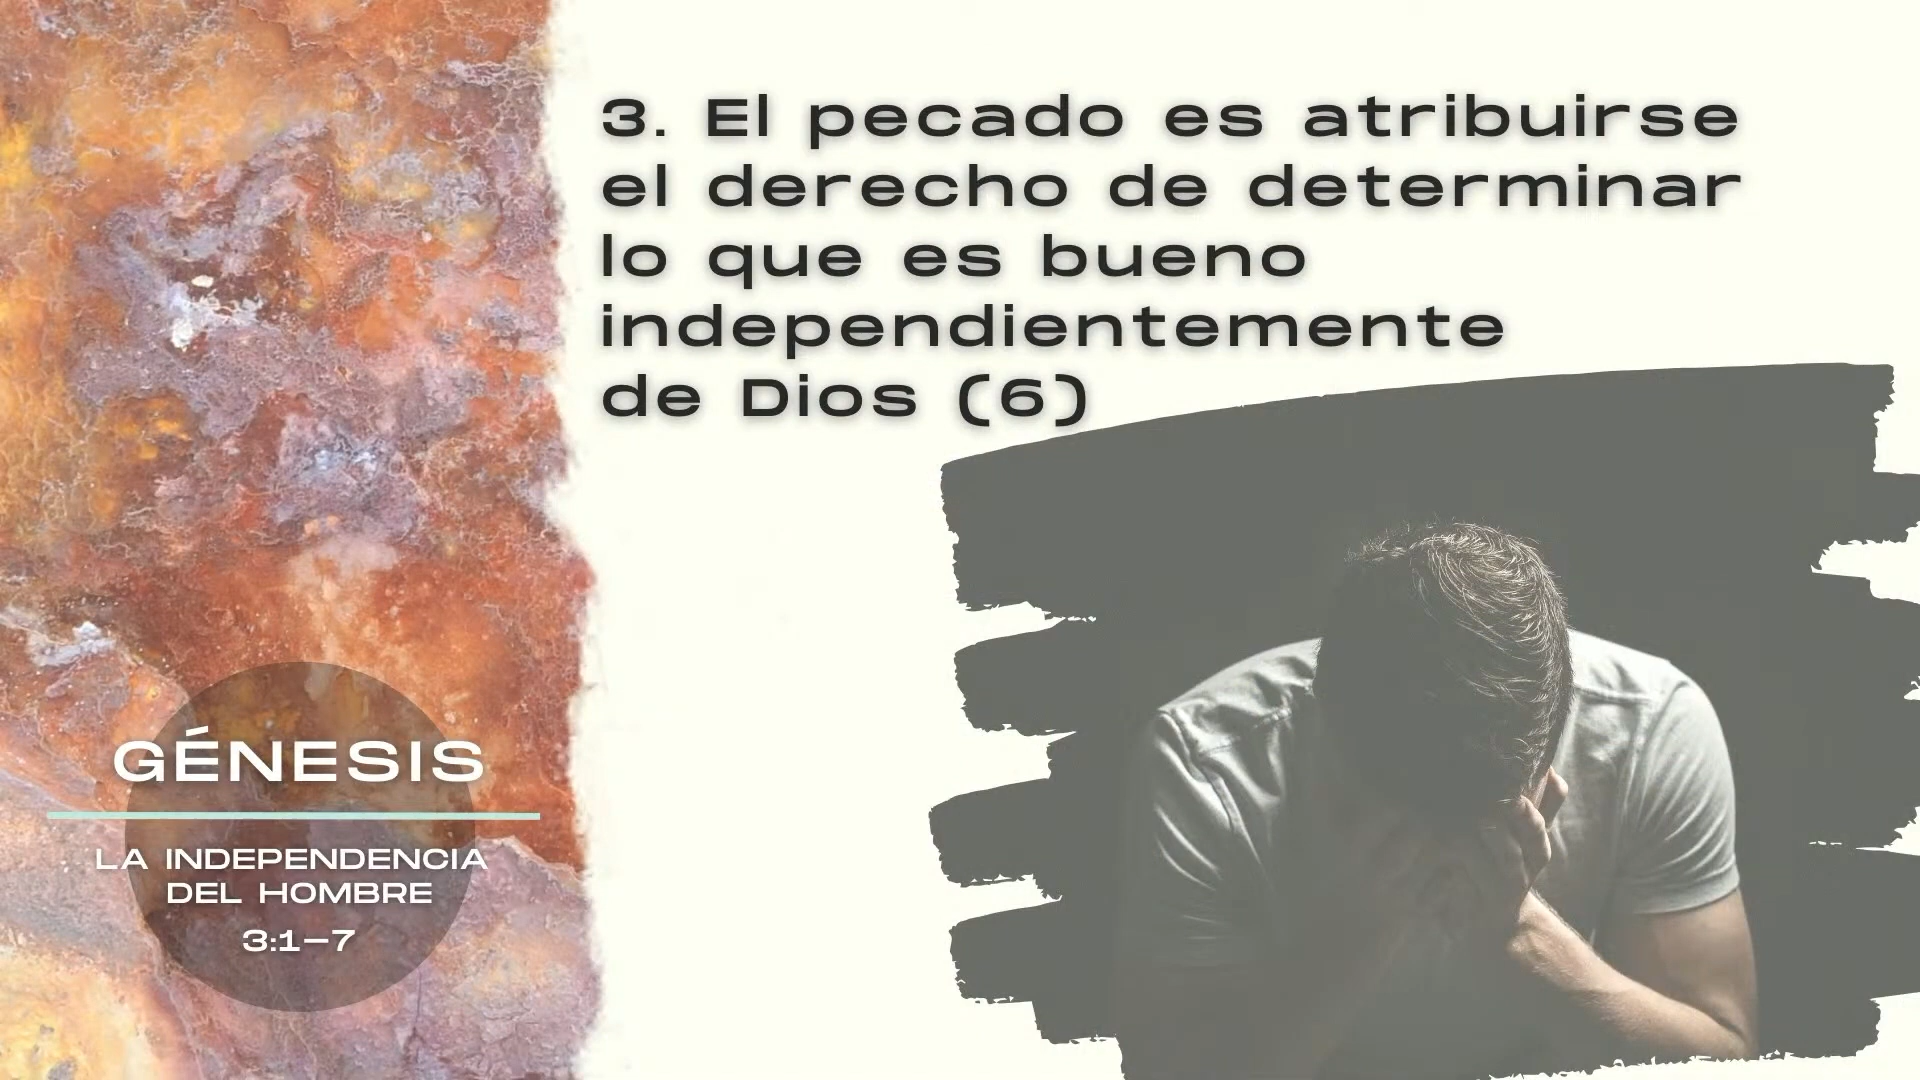 3. El pecado es atribuirse
el derecho de determinar
lo que es bueno
independientemente
de Dios (6)
GÉNESIS
LA INDEPENDENCIA
DEL HOMBRE
3:1–7